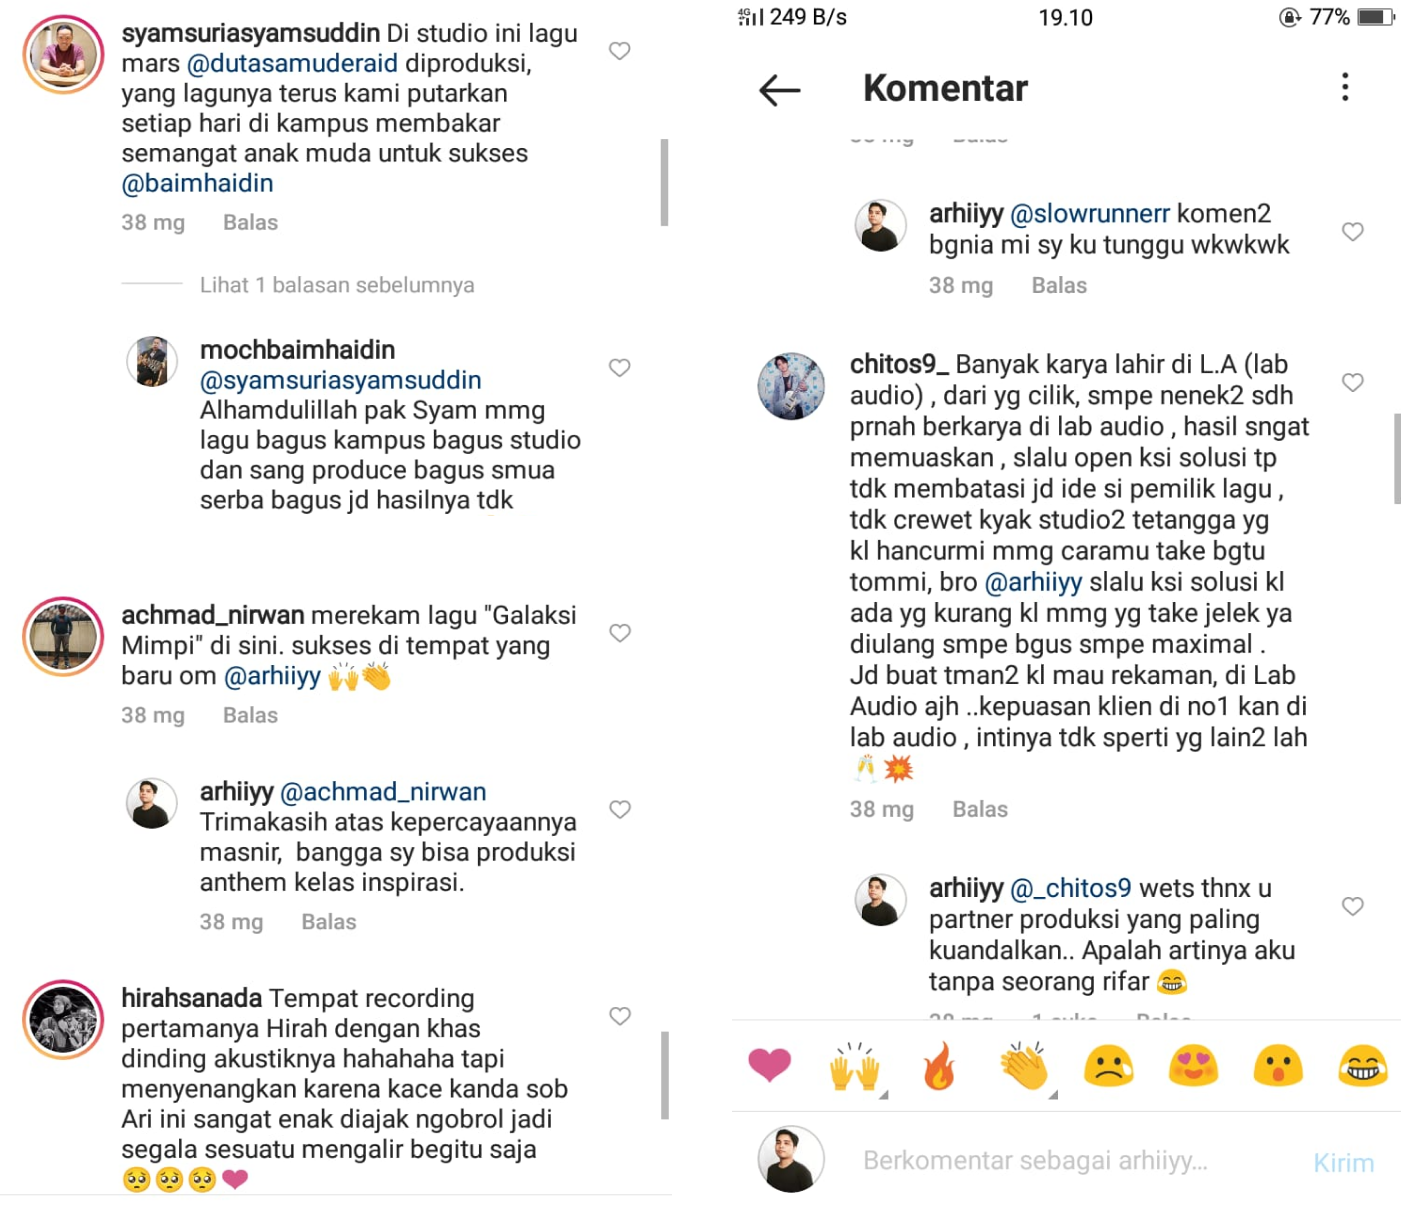 syamsuriasyamsuddin Di studio ini lagu
mars @dutasamuderaid diproduksi,
yang lagunya terus kami putarkan
setiap hari di kampus membakar
semangat anak muda untuk sukses
@baimhaidin
38 mg Balas
Lihat 1 balasan sebelumnya
mochbaimhaidin
@syamsuriasyamsuddin
Alhamdulillah pak Syam mmg
lagu bagus kampus bagus studio
dan sang produce bagus smua
serba bagus jd hasilnya tdk
achmad_nirwan merekam lagu "Galaksi
Mimpi" di sini. sukses di tempat yang
baru om @arhiiyy 🙌👏
38 mg Balas
arhiiyy @achmad_nirwan
Trimakasih atas kepercayaannya
masnir, bangga sy bisa produksi
anthem kelas inspirasi.
38 mg Balas
hirahsanada Tempat recording
pertamanya Hirah dengan khas
dinding akustiknya hahahaha tapi
menyenangkan karena kace kanda sob
Ari ini sangat enak diajak ngobrol jadi
segala sesuatu mengalir begitu saja
🥺🥺🥺❤
4G 249 B/s 19.10 77%
Komentar
38 mg Balas
arhiiyy @slowrunnerr komen2
bgnia mi sy ku tunggu wkwkwk
38 mg Balas
chitos9_ Banyak karya lahir di L.A (lab
audio) , dari yg cilik, smpe nenek2 sdh
prnah berkarya di lab audio , hasil sngat
memuaskan , slalu open ksi solusi tp
tdk membatasi jd ide si pemilik lagu ,
tdk crewet kyak studio2 tetangga yg
kl hancurmi mmg caramu take bgtu
tommi, bro @arhiiyy slalu ksi solusi kl
ada yg kurang kl mmg yg take jelek ya
diulang smpe bgus smpe maximal .
Jd buat tman2 kl mau rekaman, di Lab
Audio ajh ..kepuasan klien di no1 kan di
lab audio , intinya tdk sperti yg lain2 lah
🥂💥
38 mg Balas
arhiiyy @_chitos9 wets thnx u
partner produksi yang paling
kuandalkan.. Apalah artinya aku
tanpa seorang rifar 😂
38 mg 1 suka Balas
Berkomentar sebagai arhiiyy... Kirim